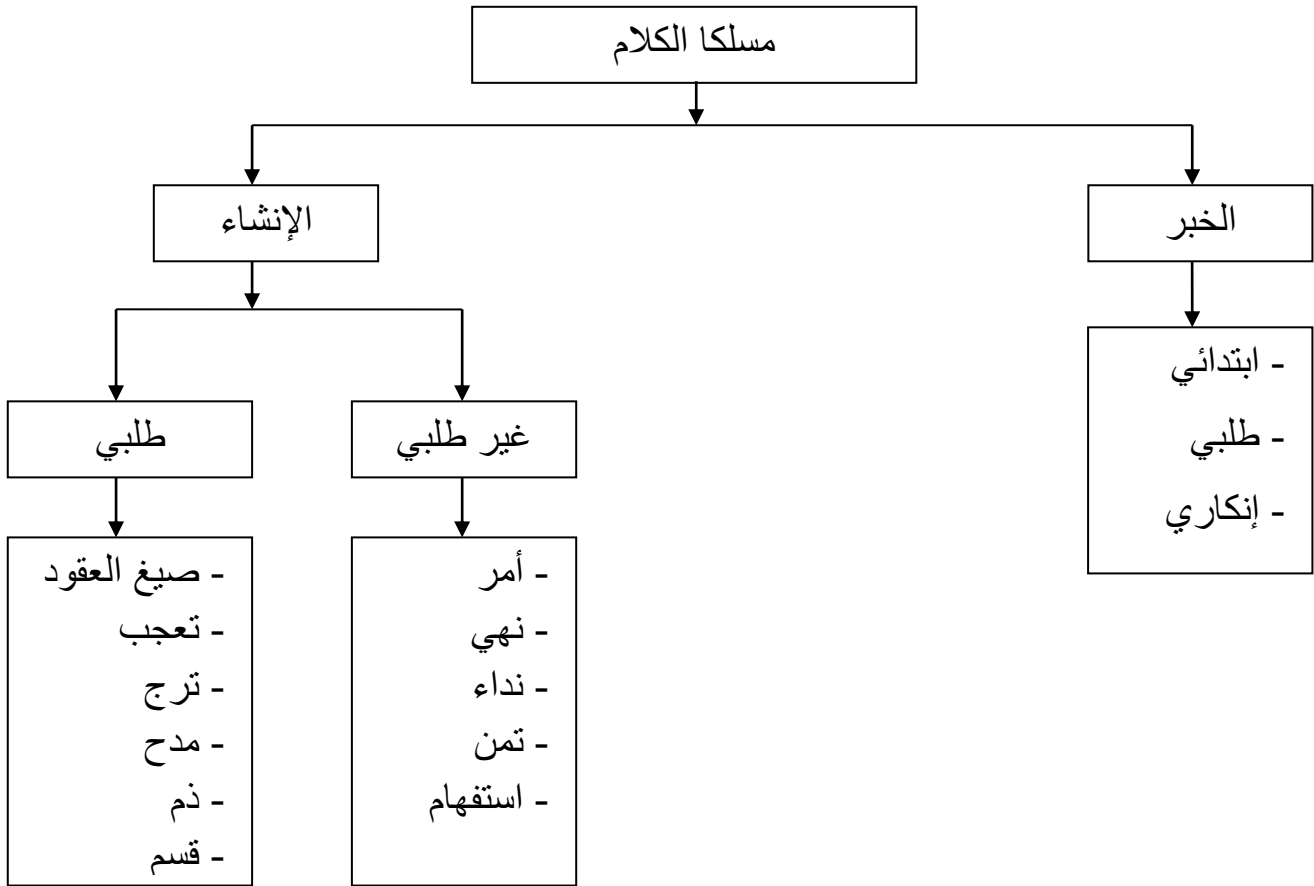 مسلكا الكلام
الخبر
الإنشاء
- ابتدائي
- طلبي
- إنكاري
غير طلبي
طلبي
- أمر
- نهي
- نداء
- تمن
- استفهام
- صيغ العقود
- تعجب
- ترج
- مدح
- ذم
- قسم